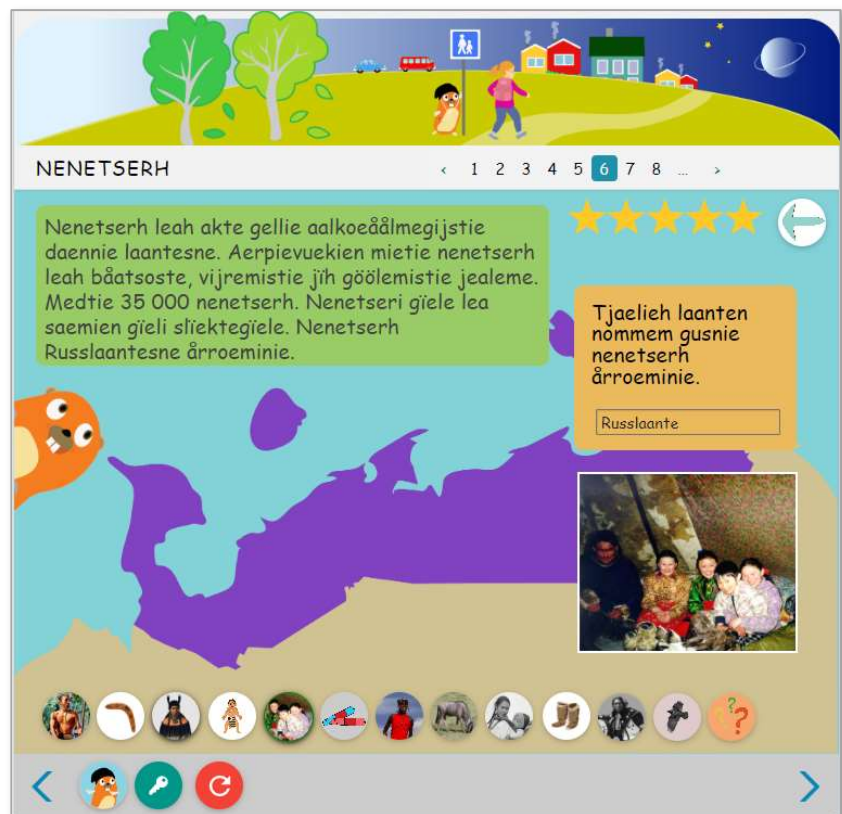 NENETSERH
‹ 1 2 3 4 5 6 7 8 ... ›
Nenetserh leah akte gellie aalkoeåålmegijstie
daennie laantesne. Aerpievuekien mietie nenetserh
leah båatsoste, vijremistie jïh göölemistie jealeme.
Medtie 35 000 nenetserh. Nenetseri gïele lea
saemien gïeli slïektegïele. Nenetserh
Russlaantesne årroeminie.
Tjaelieh laanten
nommem gusnie
nenetserh
årroeminie.
Russlaante
???